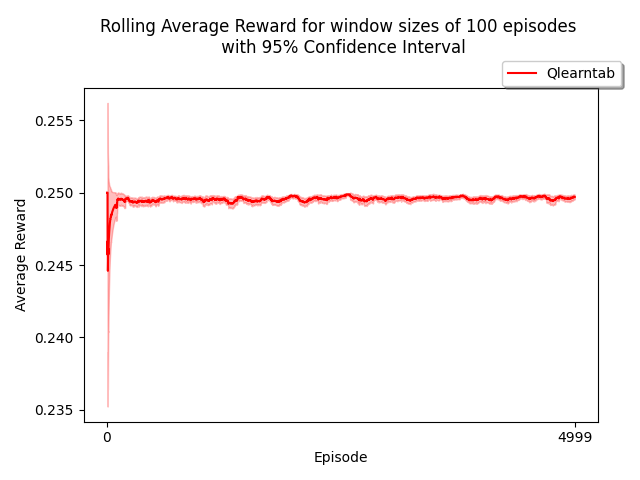 Rolling Average Reward for window sizes of 100 episodes
with 95% Confidence Interval
Qlearntab
0.255
0.250
0.245
0.240
0.235
Average Reward
0
4999
Episode